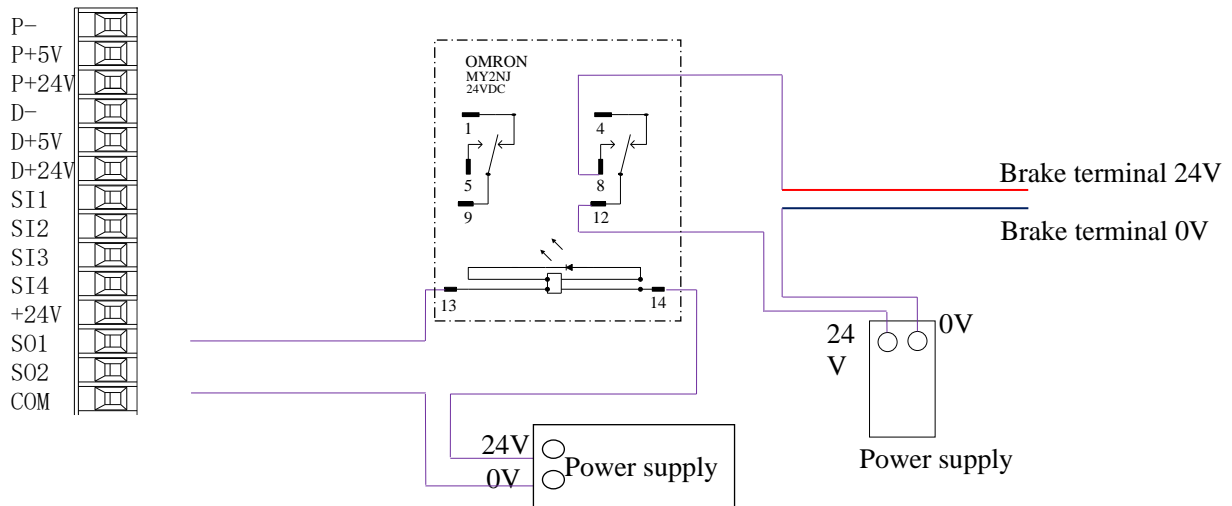 P-
P+5V
P+24V
D-
D+5V
D+24V
SI1
SI2
SI3
SI4
+24V
SO1
SO2
COM
OMRON
MY2NJ
24VDC
1
4
5
8
9
12
13
14
Brake terminal 24V
Brake terminal 0V
24
V
0V
Power supply
24V
0V
Power supply